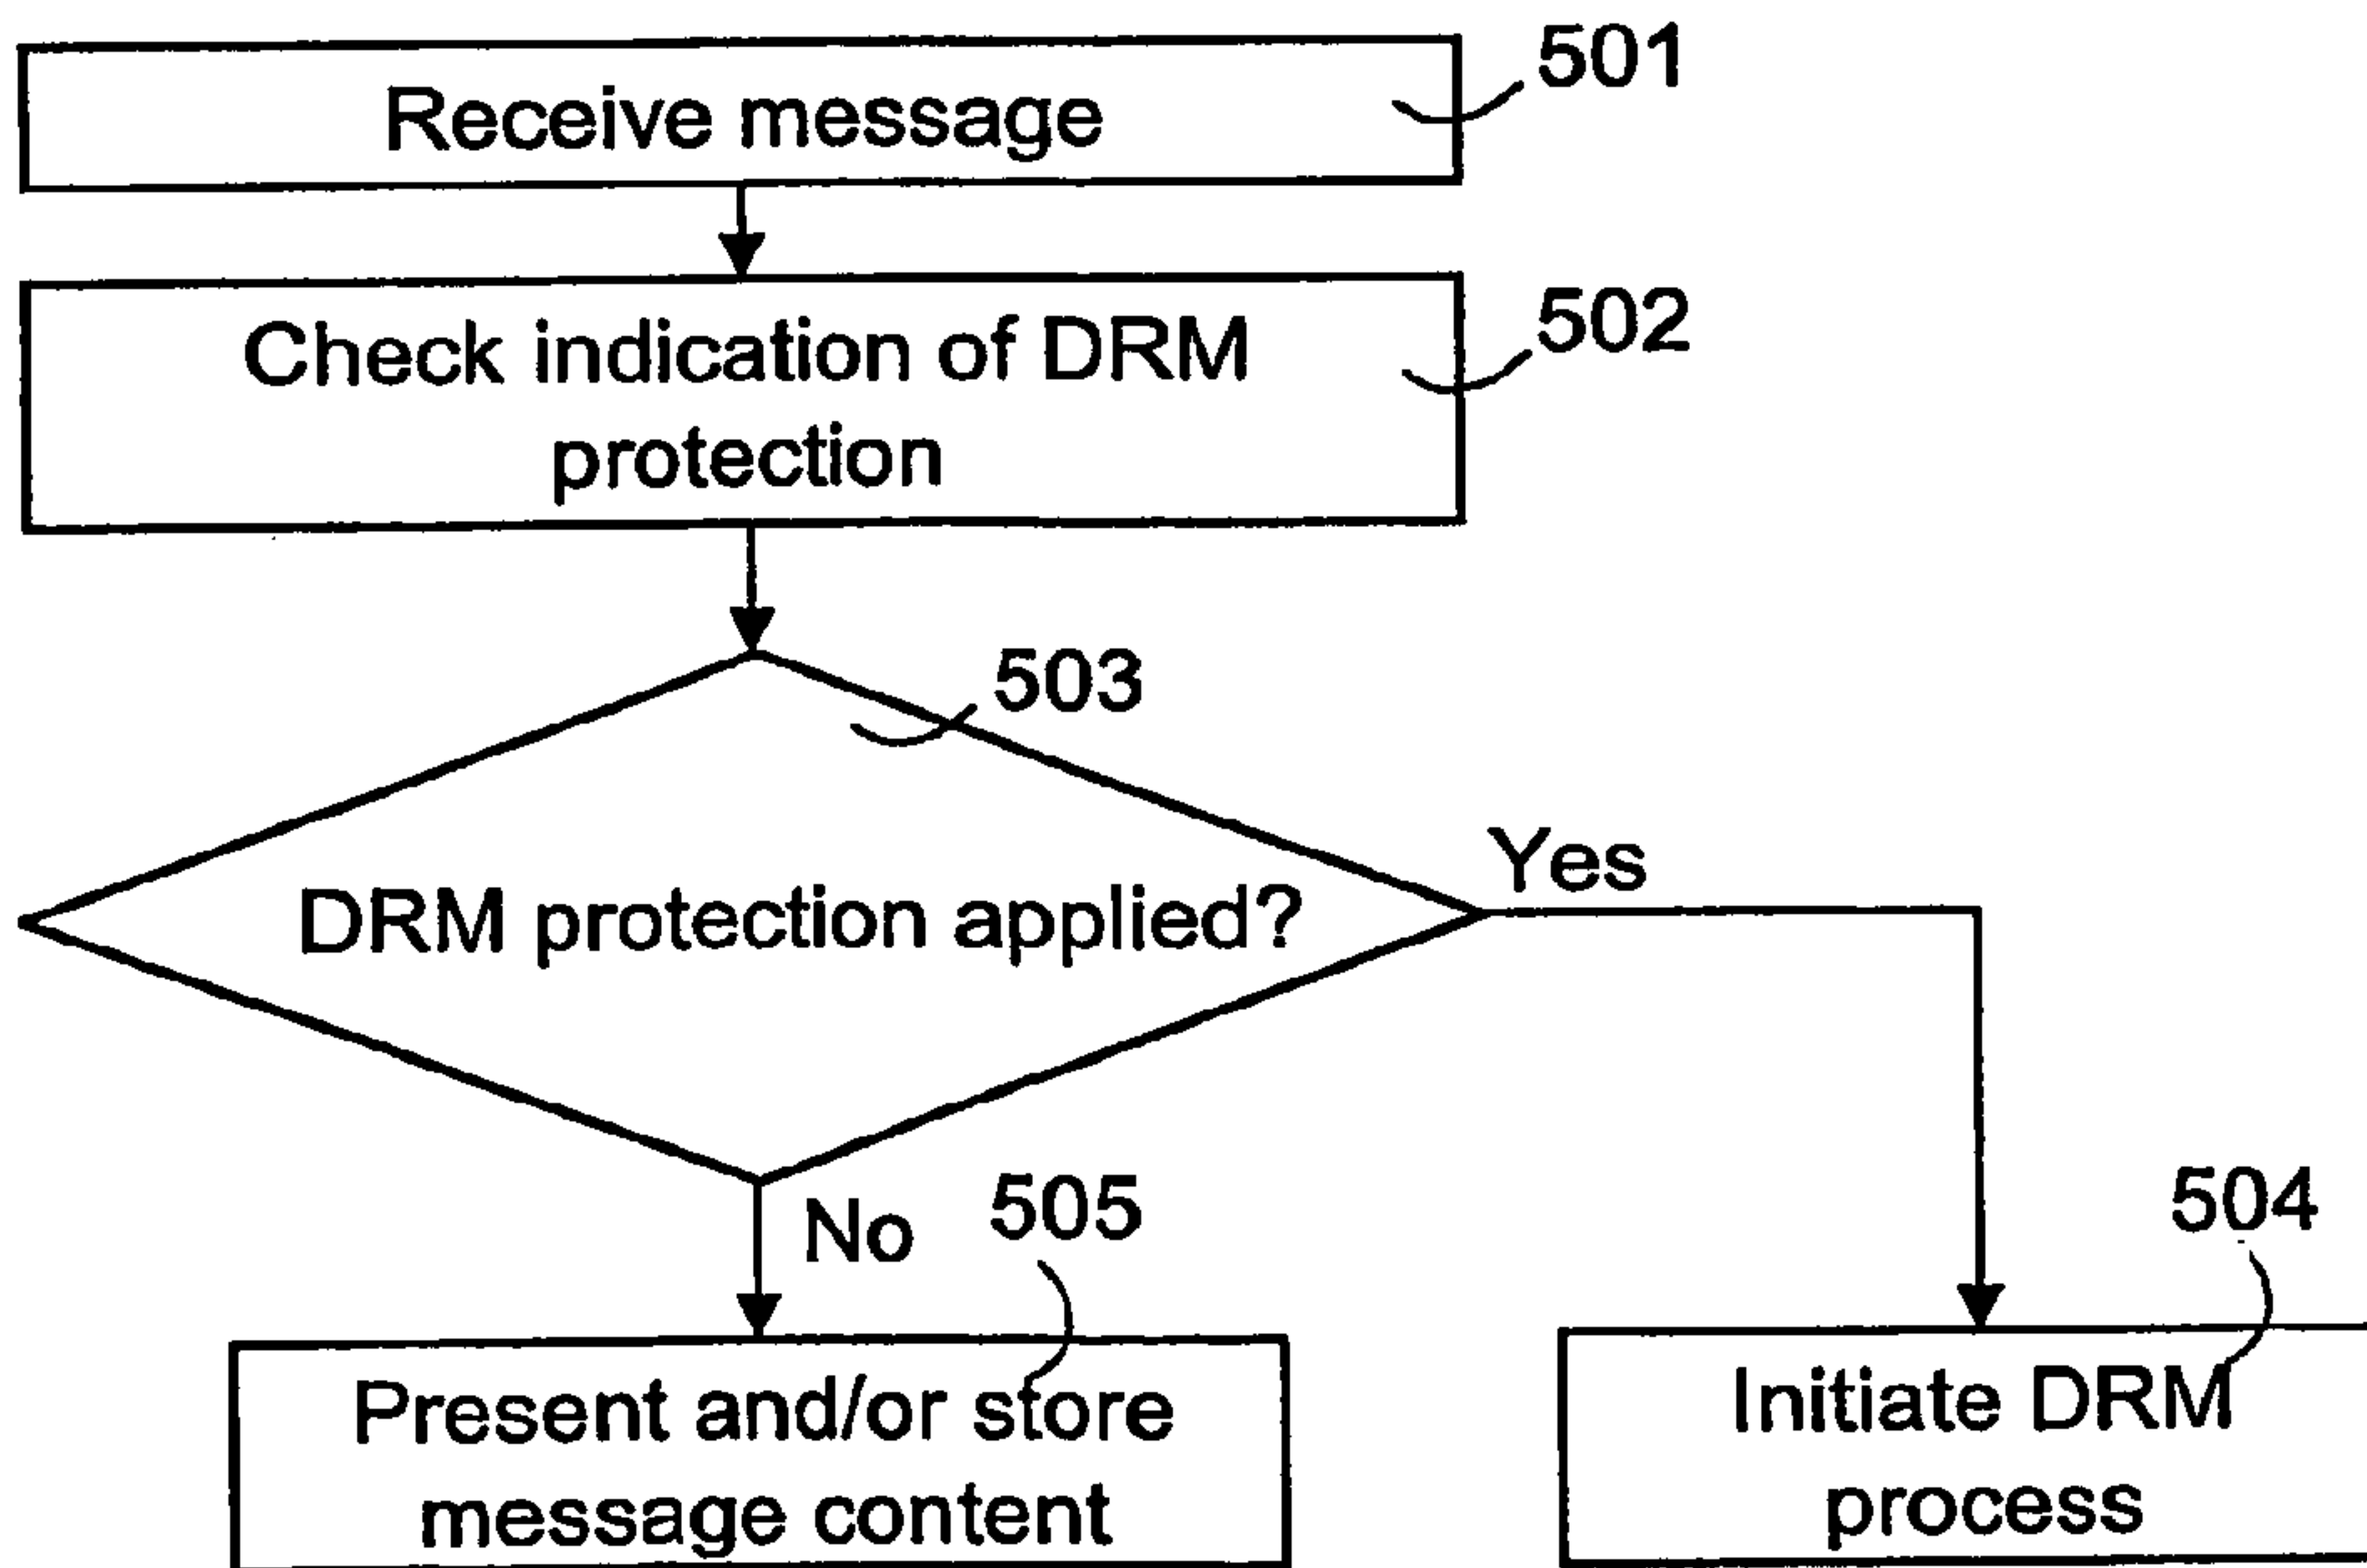 501
Receive message
502
Check indication of DRM
protection
503
DRM protection applied?
Yes
No
505
504
Present and/or store
message content
Initiate DRM
process